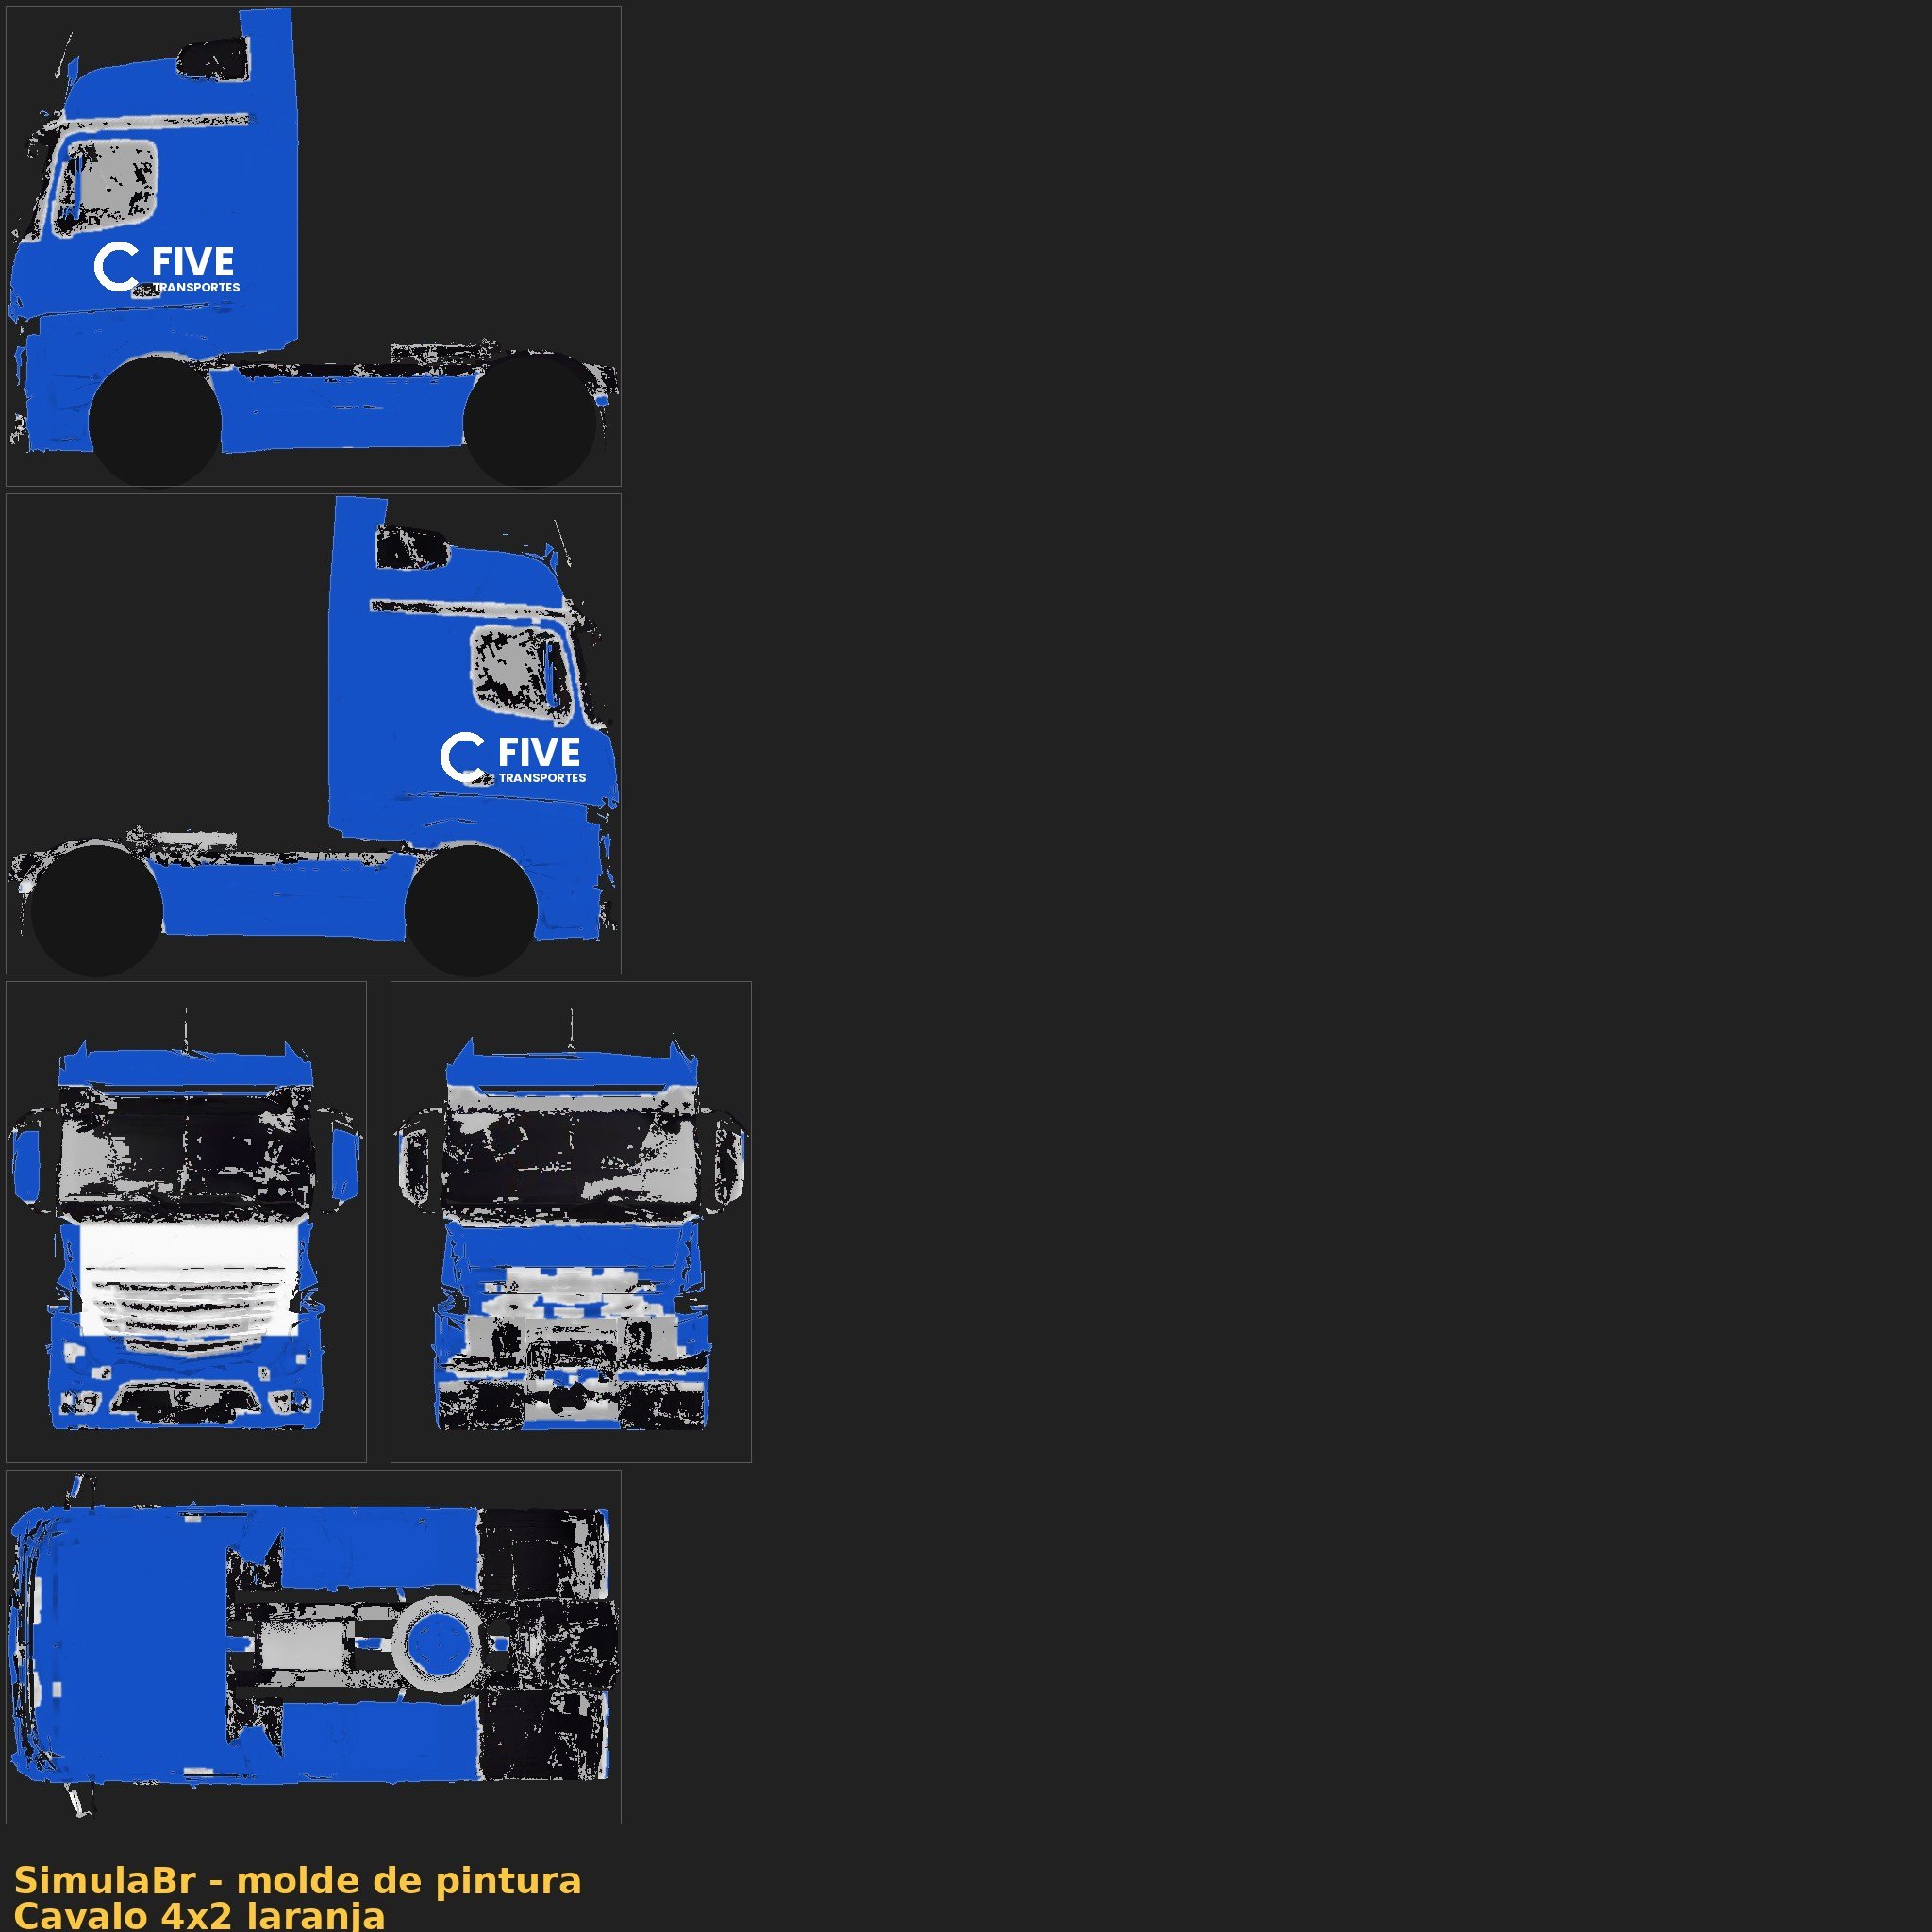 C FIVE
TRANSPORTES
C FIVE
TRANSPORTES
SimulaBr - molde de pintura
Cavalo 4x2 laranja